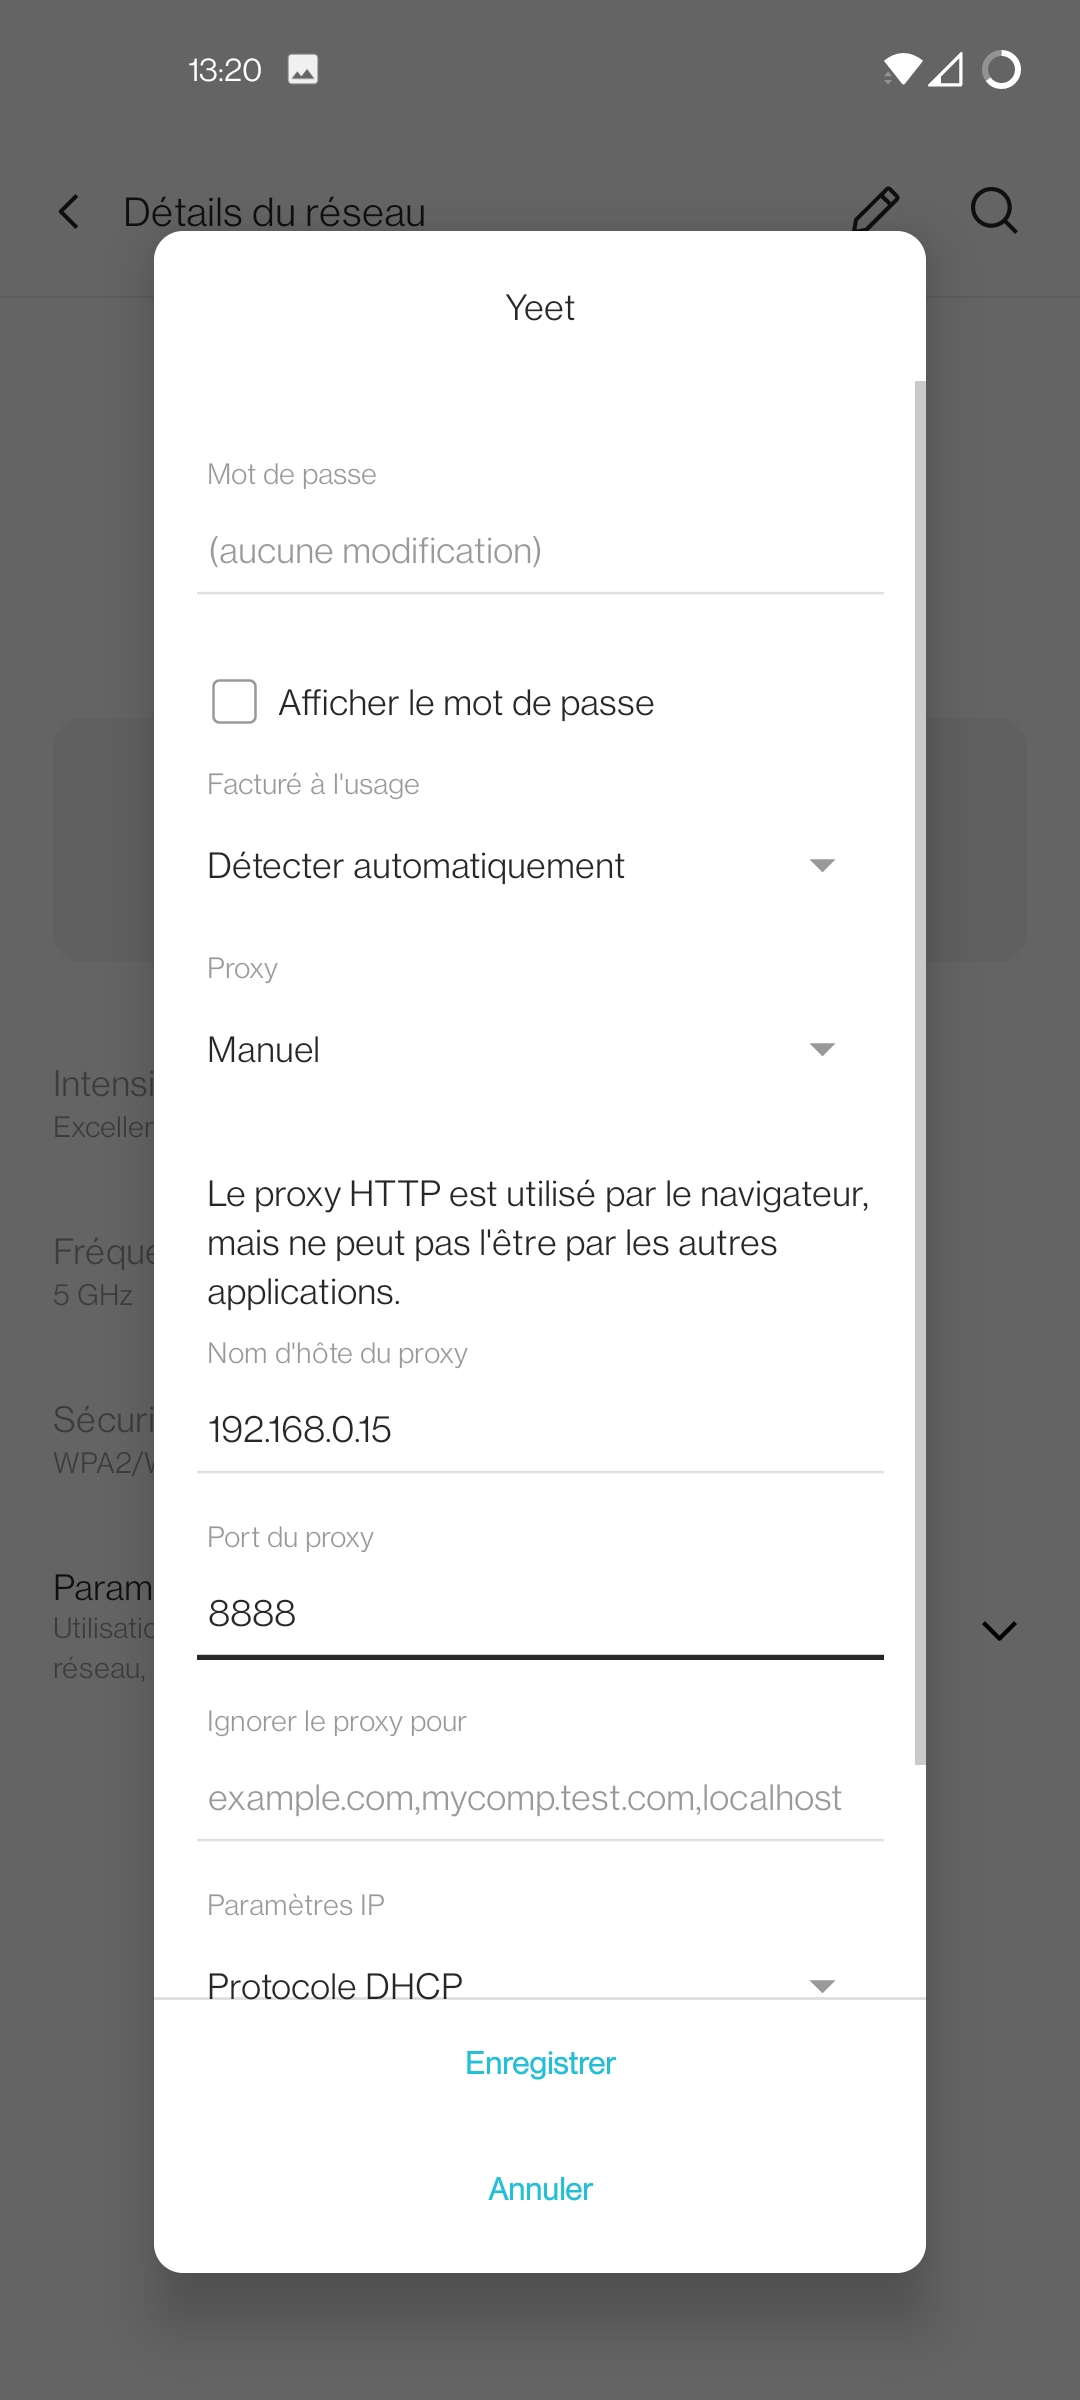 13:20
Détails du réseau
Yeet
Mot de passe
(aucune modification)
Afficher le mot de passe
Facturé à l'usage
Détecter automatiquement
Proxy
Manuel
Intensi
Excellen
Le proxy HTTP est utilisé par le navigateur,
mais ne peut pas l'être par les autres
applications.
Fréque
5 GHz
Nom d'hôte du proxy
192.168.0.15
Sécuri
WPA2/W
Port du proxy
8888
Param
Utilisatio
réseau,
Ignorer le proxy pour
example.com,mycomp.test.com,localhost
Paramètres IP
Protocole DHCP
Enregistrer
Annuler